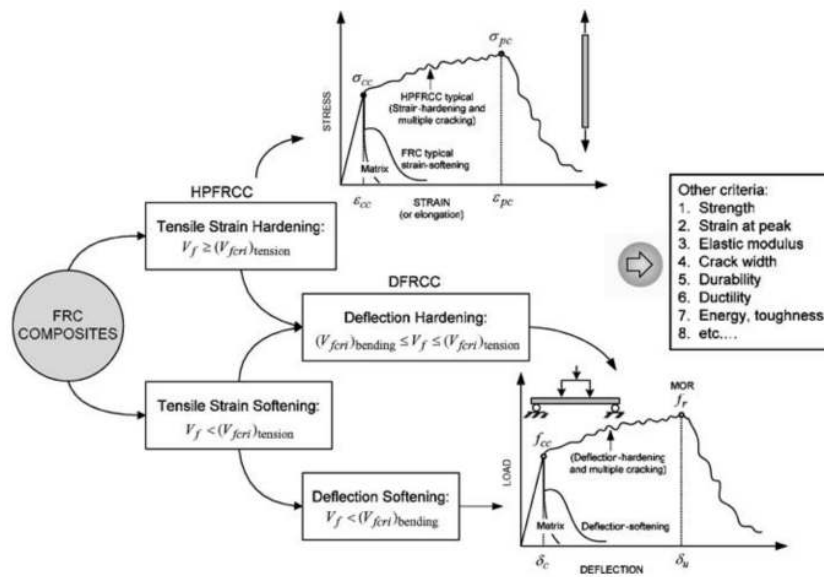 σpc
σcc
STRESS
HPFRCC typical
(Strain-hardening and
multiple cracking)
FRC typical
strain-softening
Matrix
εcc
STRAIN
(or elongation)
εpc
HPFRCC
Tensile Strain Hardening:
Vf ≥ (Vfcri)tension
Other criteria:
1. Strength
2. Strain at peak
3. Elastic modulus
4. Crack width
5. Durability
6. Ductility
7. Energy, toughness
8. etc....
FRC
COMPOSITES
DFRCC
Deflection Hardening:
(Vfcri)bending ≤ Vf ≤ (Vfcri)tension
Tensile Strain Softening:
Vf < (Vfcri)tension
Deflection Softening:
Vf < (Vfcri)bending
MOR
fr
fcc
LOAD
(Deflection-hardening
and multiple cracking)
Matrix
Deflection-softening
δc
δu
DEFLECTION